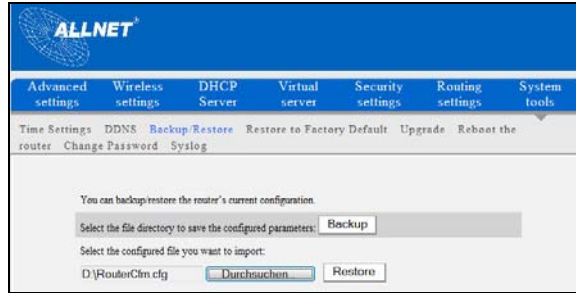 ALLNET
Advanced settings
Wireless settings
DHCP Server
Virtual server
Security settings
Routing settings
System tools
Time Settings DDNS Backup/Restore Restore to Factory Default Upgrade Reboot the
router Change Password Syslog
You can backup/restore the router's current configuration.
Select the file directory to save the configured parameters: Backup
Select the configured file you want to import:
D:\RouterCfm.cfg Durchsuchen... Restore